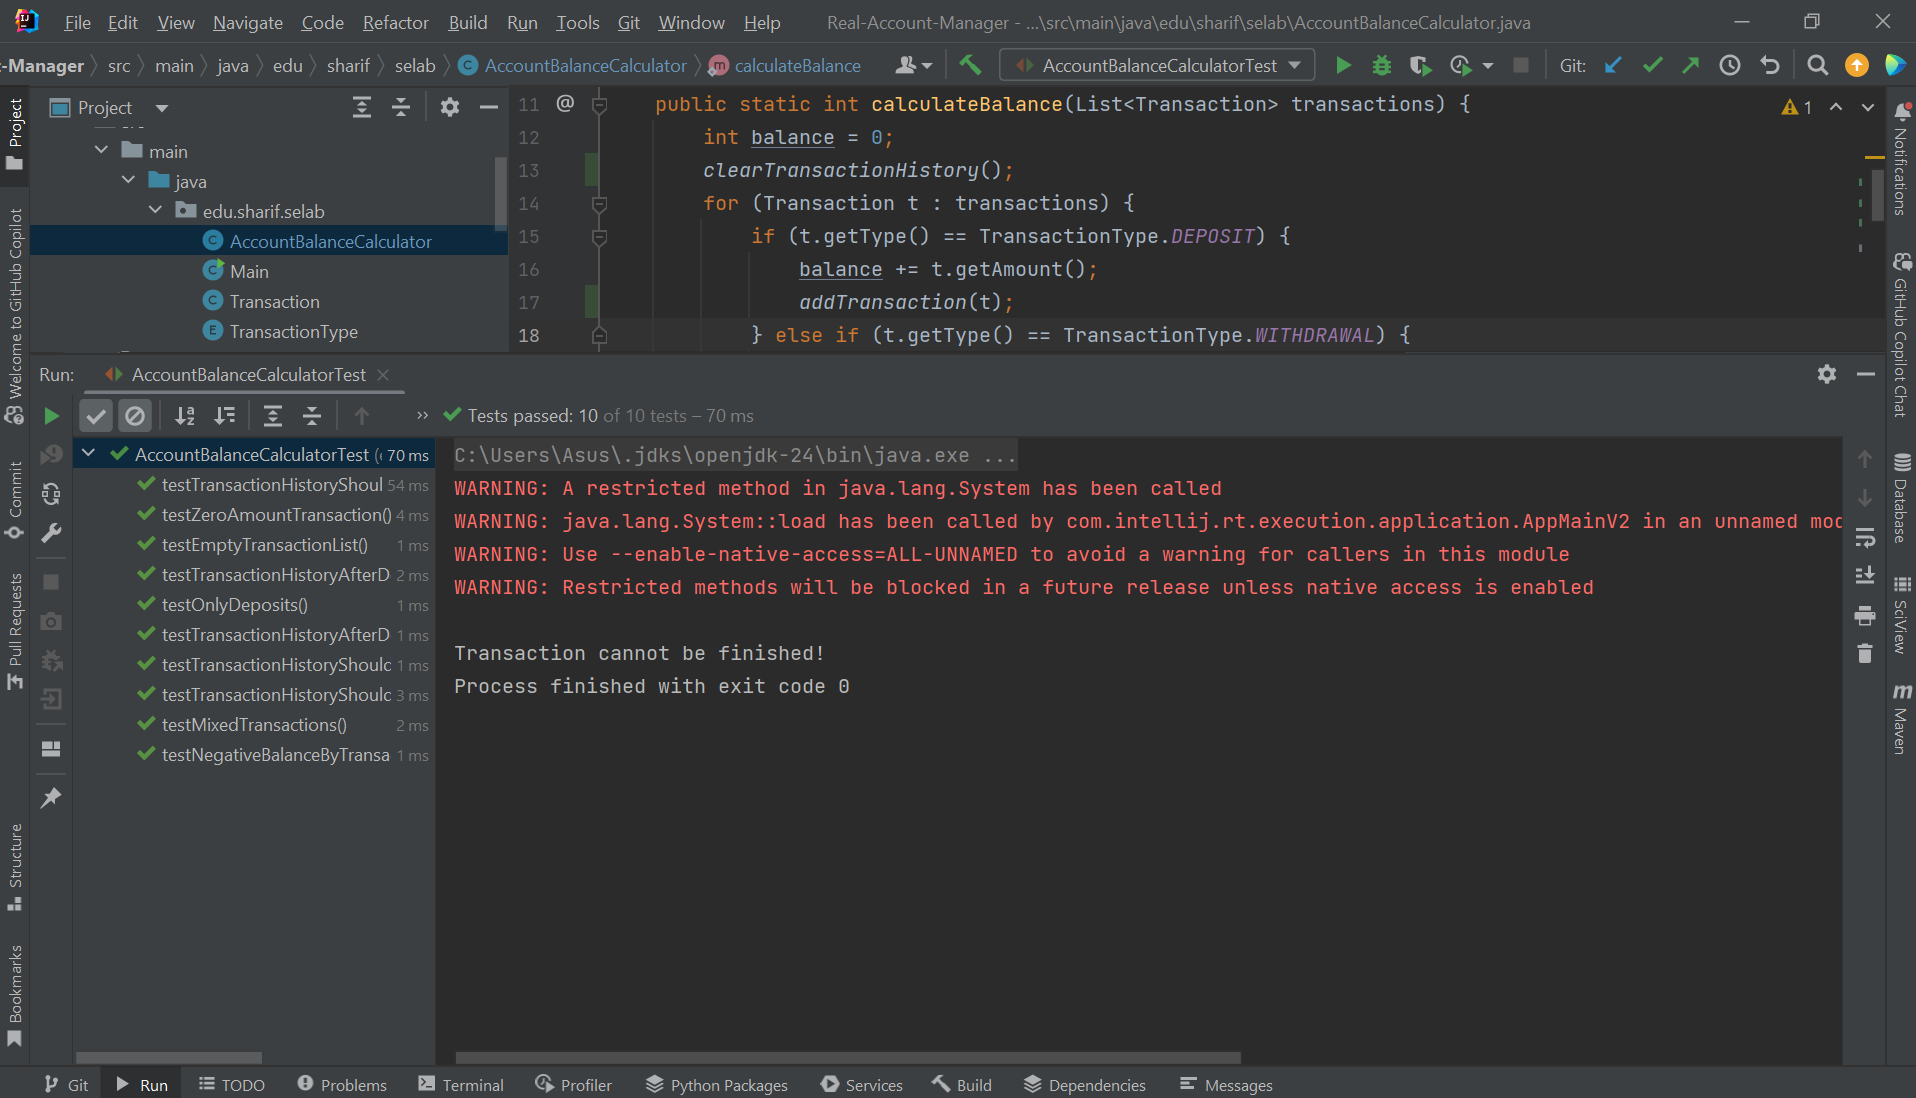 File Edit View Navigate Code Refactor Build Run Tools Git Window Help Real-Account-Manager - ...\src\main\java\edu\sharif\selab\AccountBalanceCalculator.java
-Manager src main java edu sharif selab AccountBalanceCalculator calculateBalance AccountBalanceCalculatorTest Git:
Project
main
java
edu.sharif.selab
AccountBalanceCalculator
Main
Transaction
TransactionType
11 @ public static int calculateBalance(List<Transaction> transactions) {
12 int balance = 0;
13 clearTransactionHistory();
14 for (Transaction t : transactions) {
15 if (t.getType() == TransactionType.DEPOSIT) {
16 balance += t.getAmount();
17 addTransaction(t);
18 } else if (t.getType() == TransactionType.WITHDRAWAL) {
1
Run: AccountBalanceCalculatorTest
Tests passed: 10 of 10 tests – 70 ms
AccountBalanceCalculatorTest ( 70 ms
testTransactionHistoryShoul 54 ms
testZeroAmountTransaction() 4 ms
testEmptyTransactionList() 1 ms
testTransactionHistoryAfterD 2 ms
testOnlyDeposits() 1 ms
testTransactionHistoryAfterD 1 ms
testTransactionHistoryShould 1 ms
testTransactionHistoryShould 3 ms
testMixedTransactions() 2 ms
testNegativeBalanceByTransa 1 ms
C:\Users\Asus\.jdks\openjdk-24\bin\java.exe ...
WARNING: A restricted method in java.lang.System has been called
WARNING: java.lang.System::load has been called by com.intellij.rt.execution.application.AppMainV2 in an unnamed mod
WARNING: Use --enable-native-access=ALL-UNNAMED to avoid a warning for callers in this module
WARNING: Restricted methods will be blocked in a future release unless native access is enabled
Transaction cannot be finished!
Process finished with exit code 0
Project
Welcome to GitHub Copilot
Commit
Pull Requests
Structure
Bookmarks
Notifications
GitHub Copilot Chat
Database
SciView
Maven
Git Run TODO Problems Terminal Profiler Python Packages Services Build Dependencies Messages